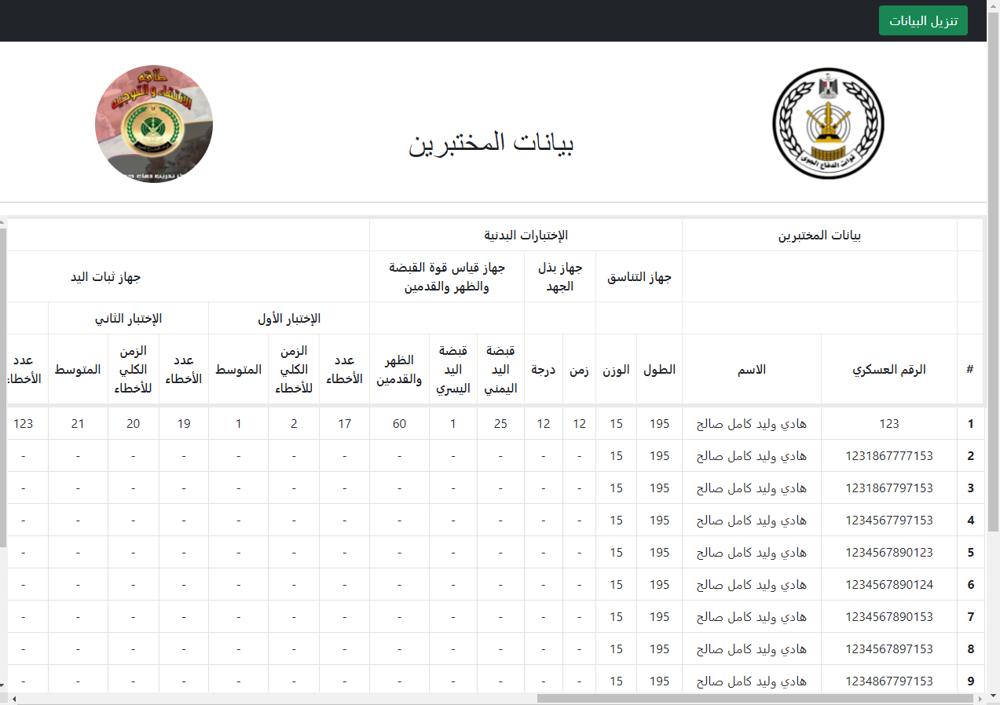 تنزيل البيانات
قوات الدفاع الجوى
بيانات المختبرين
طاقم
الانتقاء و التوجيه
بيانات المختبرين الإختبارات البدنية
جهاز التناسق جهاز بذل الجهد جهاز قياس قوة القبضة والظهر والقدمين جهاز ثبات اليد
الإختبار الأول الإختبار الثاني
# الرقم العسكري الاسم الطول الوزن زمن درجة قبضة اليد اليمني قبضة اليد اليسري الظهر والقدمين عدد الأخطاء الزمن الكلي للأخطاء المتوسط عدد الأخطاء الزمن الكلي للأخطاء المتوسط عدد
1 123 هادي وليد كامل صالح 195 15 12 12 25 1 60 17 2 1 19 20 21 123
2 1231867777153 هادي وليد كامل صالح 195 15 - - - - - - - - - - - -
3 1231867797153 هادي وليد كامل صالح 195 15 - - - - - - - - - - - -
4 1234567797153 هادي وليد كامل صالح 195 15 - - - - - - - - - - - -
5 1234567890123 هادي وليد كامل صالح 195 15 - - - - - - - - - - - -
6 1234567890124 هادي وليد كامل صالح 195 15 - - - - - - - - - - - -
7 1234567890153 هادي وليد كامل صالح 195 15 - - - - - - - - - - - -
8 1234567897153 هادي وليد كامل صالح 195 15 - - - - - - - - - - - -
9 1234867797153 هادي وليد كامل صالح 195 15 - - - - - - - - - - - -